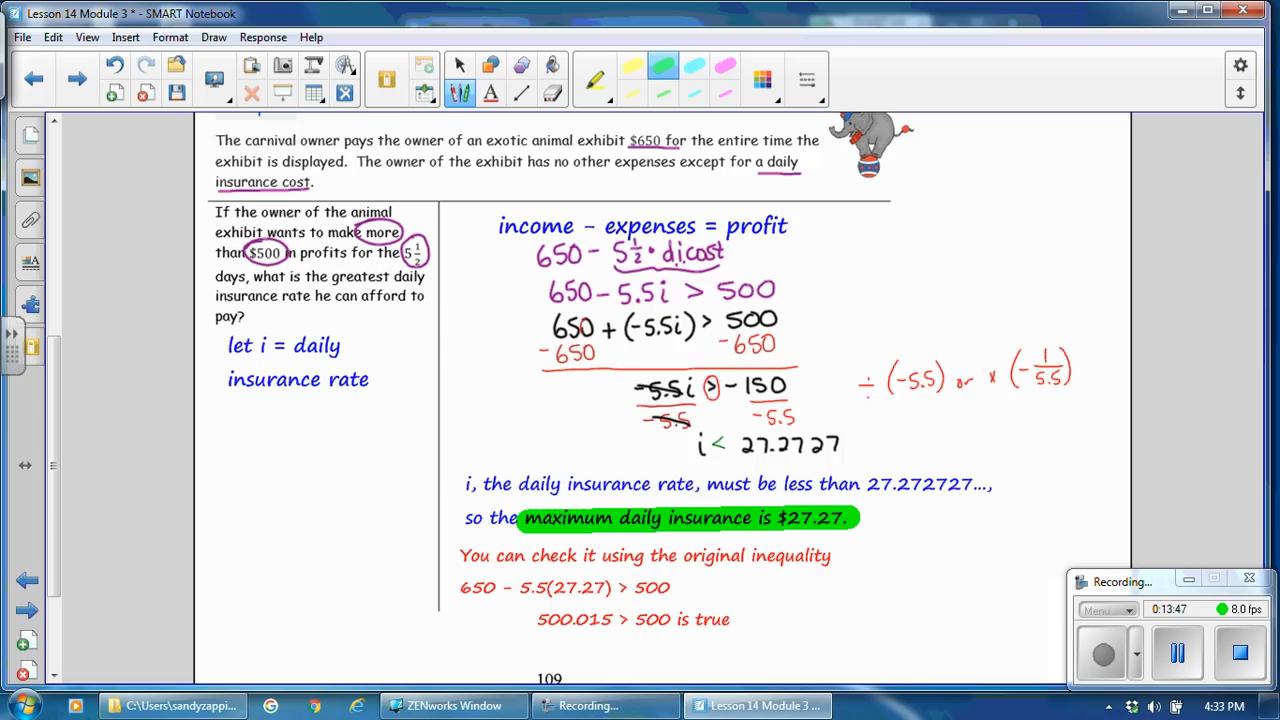 Lesson 14 Module 3 * - SMART Notebook
File Edit View Insert Format Draw Response Help
The carnival owner pays the owner of an exotic animal exhibit $650 for the entire time the
exhibit is displayed. The owner of the exhibit has no other expenses except for a daily
insurance cost.
If the owner of the animal
exhibit wants to make more
than $500 in profits for the 5 1/2
days, what is the greatest daily
insurance rate he can afford to
pay?
let i = daily
insurance rate
income - expenses = profit
650 - 5 1/2 • d.i.cost
650 - 5.5i > 500
650 + (-5.5i) > 500
-650 -650
-5.5i > -150
-5.5 -5.5
÷ (-5.5) or × (-1/5.5)
i < 27.2727
i, the daily insurance rate, must be less than 27.272727...,
so the maximum daily insurance is $27.27.
You can check it using the original inequality
650 - 5.5(27.27) > 500
500.015 > 500 is true
109
Recording...
Menu 0:13:47 8.0 fps
C:\Users\sandyzappi... ZENworks Window Recording... Lesson 14 Module 3 ... 4:33 PM